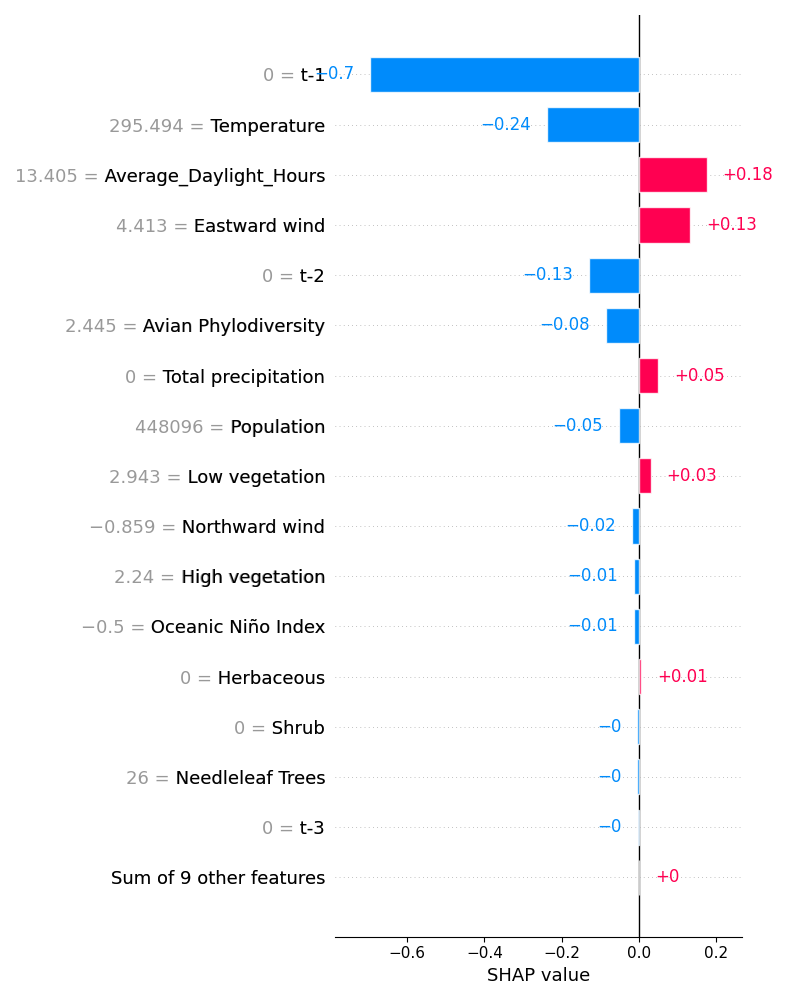 0 = t-1 −0.7
295.494 = Temperature −0.24
13.405 = Average_Daylight_Hours +0.18
4.413 = Eastward wind +0.13
0 = t-2 −0.13
2.445 = Avian Phylodiversity −0.08
0 = Total precipitation +0.05
448096 = Population −0.05
2.943 = Low vegetation +0.03
−0.859 = Northward wind −0.02
2.24 = High vegetation −0.01
−0.5 = Oceanic Niño Index −0.01
0 = Herbaceous +0.01
0 = Shrub −0
26 = Needleleaf Trees −0
0 = t-3 −0
Sum of 9 other features +0
−0.6 −0.4 −0.2 0.0 0.2
SHAP value